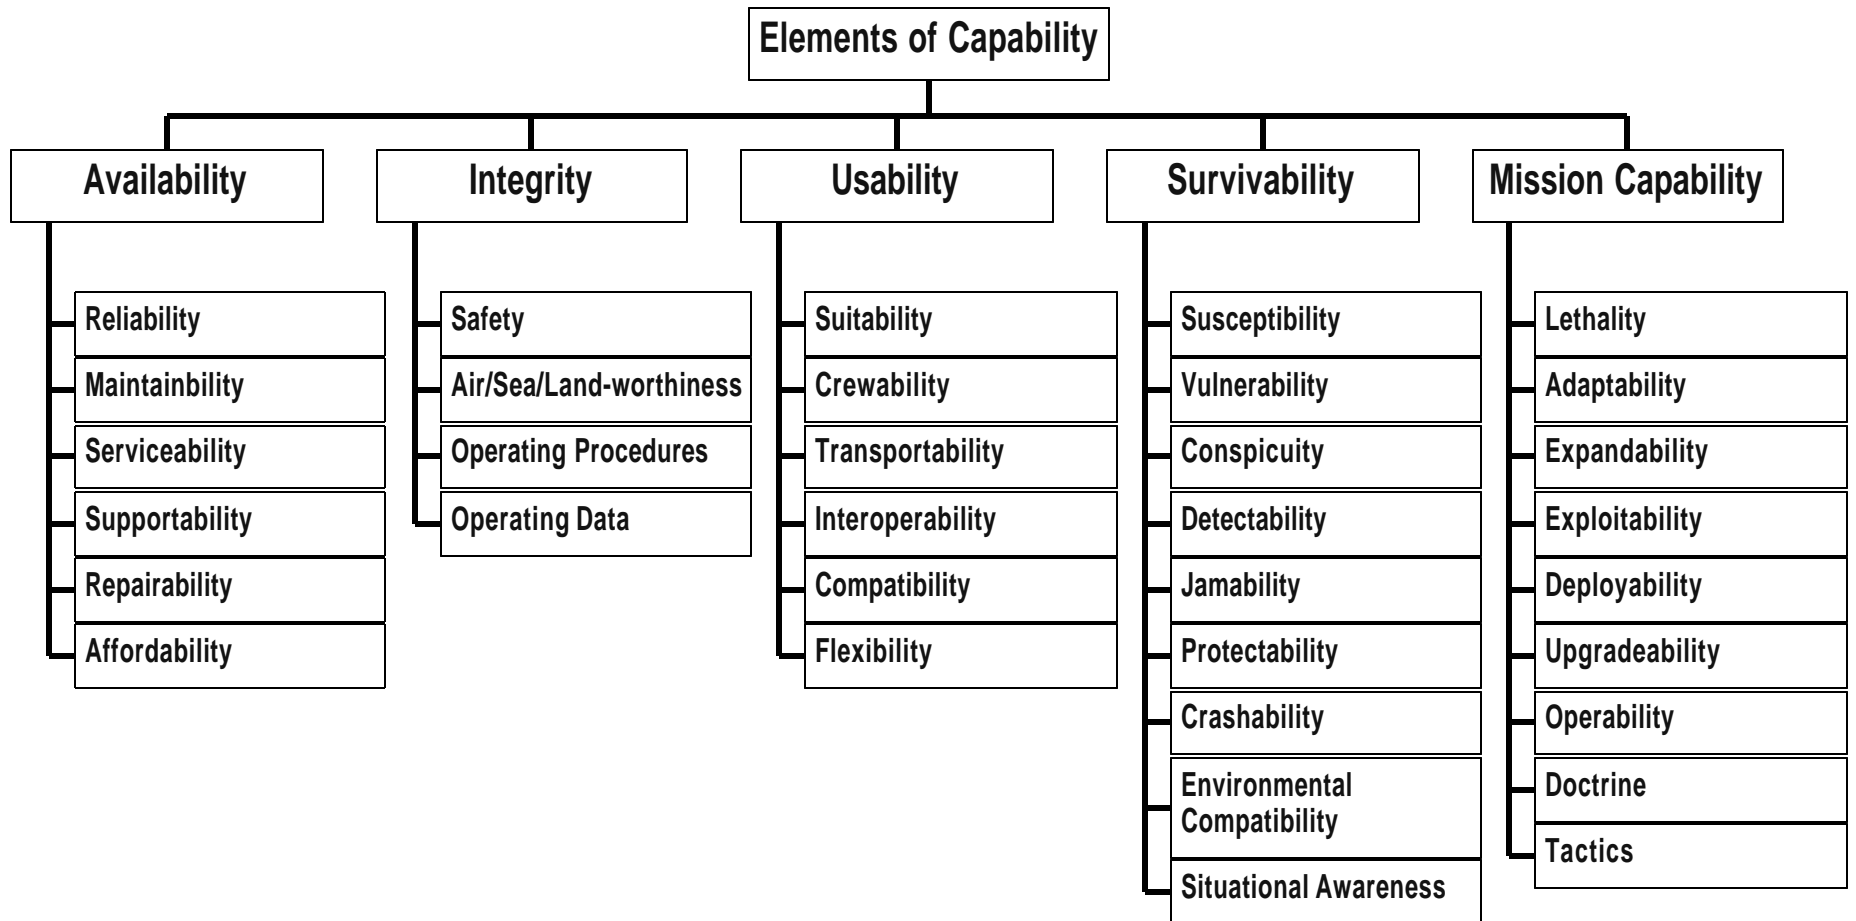 Elements of Capability
Availability
Reliability
Maintainbility
Serviceability
Supportability
Repairability
Affordability
Integrity
Safety
Air/Sea/Land-worthiness
Operating Procedures
Operating Data
Usability
Suitability
Crewability
Transportability
Interoperability
Compatibility
Flexibility
Survivability
Susceptibility
Vulnerability
Conspicuity
Detectability
Jamability
Protectability
Crashability
Environmental
Compatibility
Situational Awareness
Mission Capability
Lethality
Adaptability
Expandability
Exploitability
Deployability
Upgradeability
Operability
Doctrine
Tactics